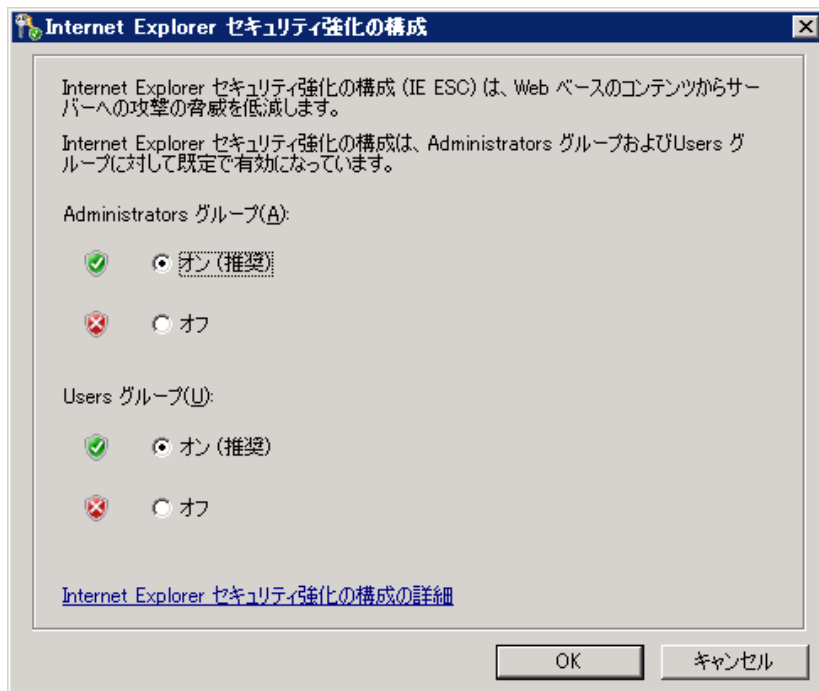 Internet Explorer セキュリティ強化の構成
Internet Explorer セキュリティ強化の構成 (IE ESC) は、Web ベースのコンテンツからサー
バーへの攻撃の脅威を低減します。
Internet Explorer セキュリティ強化の構成は、Administrators グループおよびUsers グ
ループに対して既定で有効になっています。
Administrators グループ(A):
オン (推奨)
オフ
Users グループ(U):
オン (推奨)
オフ
Internet Explorer セキュリティ強化の構成の詳細
OK
キャンセル